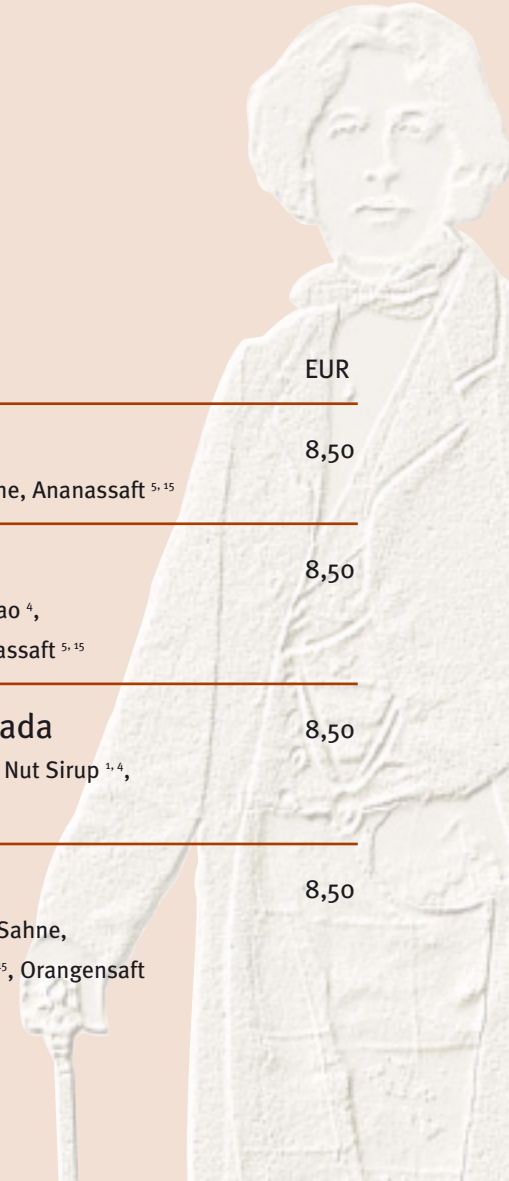 EUR
8,50
ne, Ananassaft 5, 15
8,50
ao 4,
assaft 5, 15
ada 8,50
Nut Sirup 1, 4,
8,50
Sahne,
15, Orangensaft